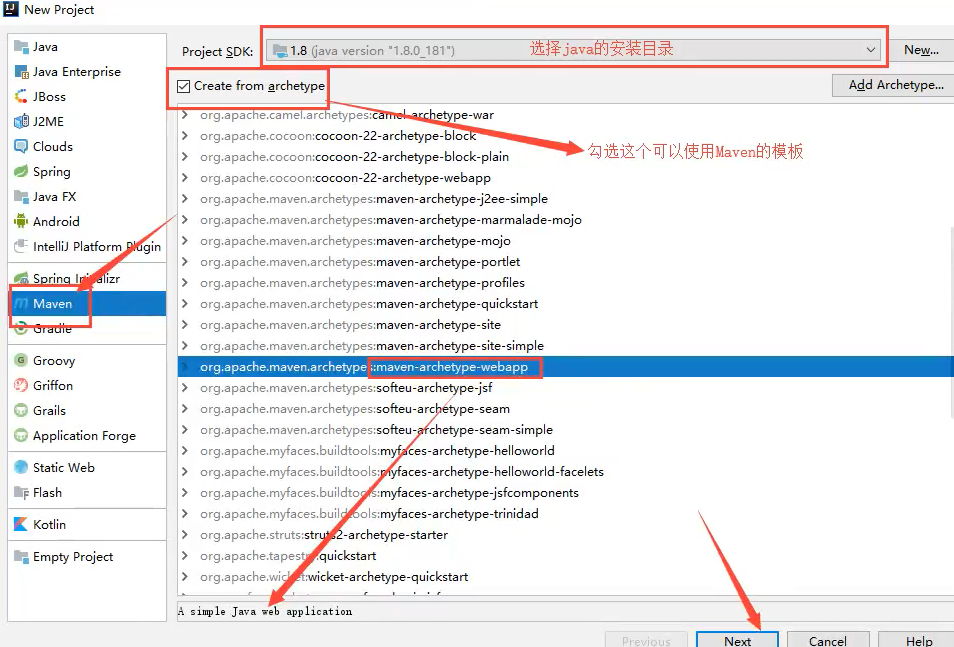 New Project
Java
Java Enterprise
JBoss
J2ME
Clouds
Spring
Java FX
Android
IntelliJ Platform Plugin
Spring Initializr
Maven
Gradle
Groovy
Griffon
Grails
Application Forge
Static Web
Flash
Kotlin
Empty Project
Project SDK: 1.8 (java version "1.8.0_181") 选择java的安装目录 New...
Create from archetype Add Archetype...
org.apache.camel.archetypes:camel-archetype-war
org.apache.cocoon:cocoon-22-archetype-block
勾选这个可以使用Maven的模板
org.apache.cocoon:cocoon-22-archetype-block-plain
org.apache.cocoon:cocoon-22-archetype-webapp
org.apache.maven.archetypes:maven-archetype-j2ee-simple
org.apache.maven.archetypes:maven-archetype-marmalade-mojo
org.apache.maven.archetypes:maven-archetype-mojo
org.apache.maven.archetypes:maven-archetype-portlet
org.apache.maven.archetypes:maven-archetype-profiles
org.apache.maven.archetypes:maven-archetype-quickstart
org.apache.maven.archetypes:maven-archetype-site
org.apache.maven.archetypes:maven-archetype-site-simple
org.apache.maven.archetypes:maven-archetype-webapp
org.apache.maven.archetypes:softeu-archetype-jsf
org.apache.maven.archetypes:softeu-archetype-seam
org.apache.maven.archetypes:softeu-archetype-seam-simple
org.apache.myfaces.buildtools:myfaces-archetype-helloworld
org.apache.myfaces.buildtools:myfaces-archetype-helloworld-facelets
org.apache.myfaces.buildtools:myfaces-archetype-jsfcomponents
org.apache.myfaces.buildtools:myfaces-archetype-trinidad
org.apache.struts:struts2-archetype-starter
org.apache.tapestry:quickstart
org.apache.wicket:wicket-archetype-quickstart
A simple Java web application
Previous Next Cancel Help